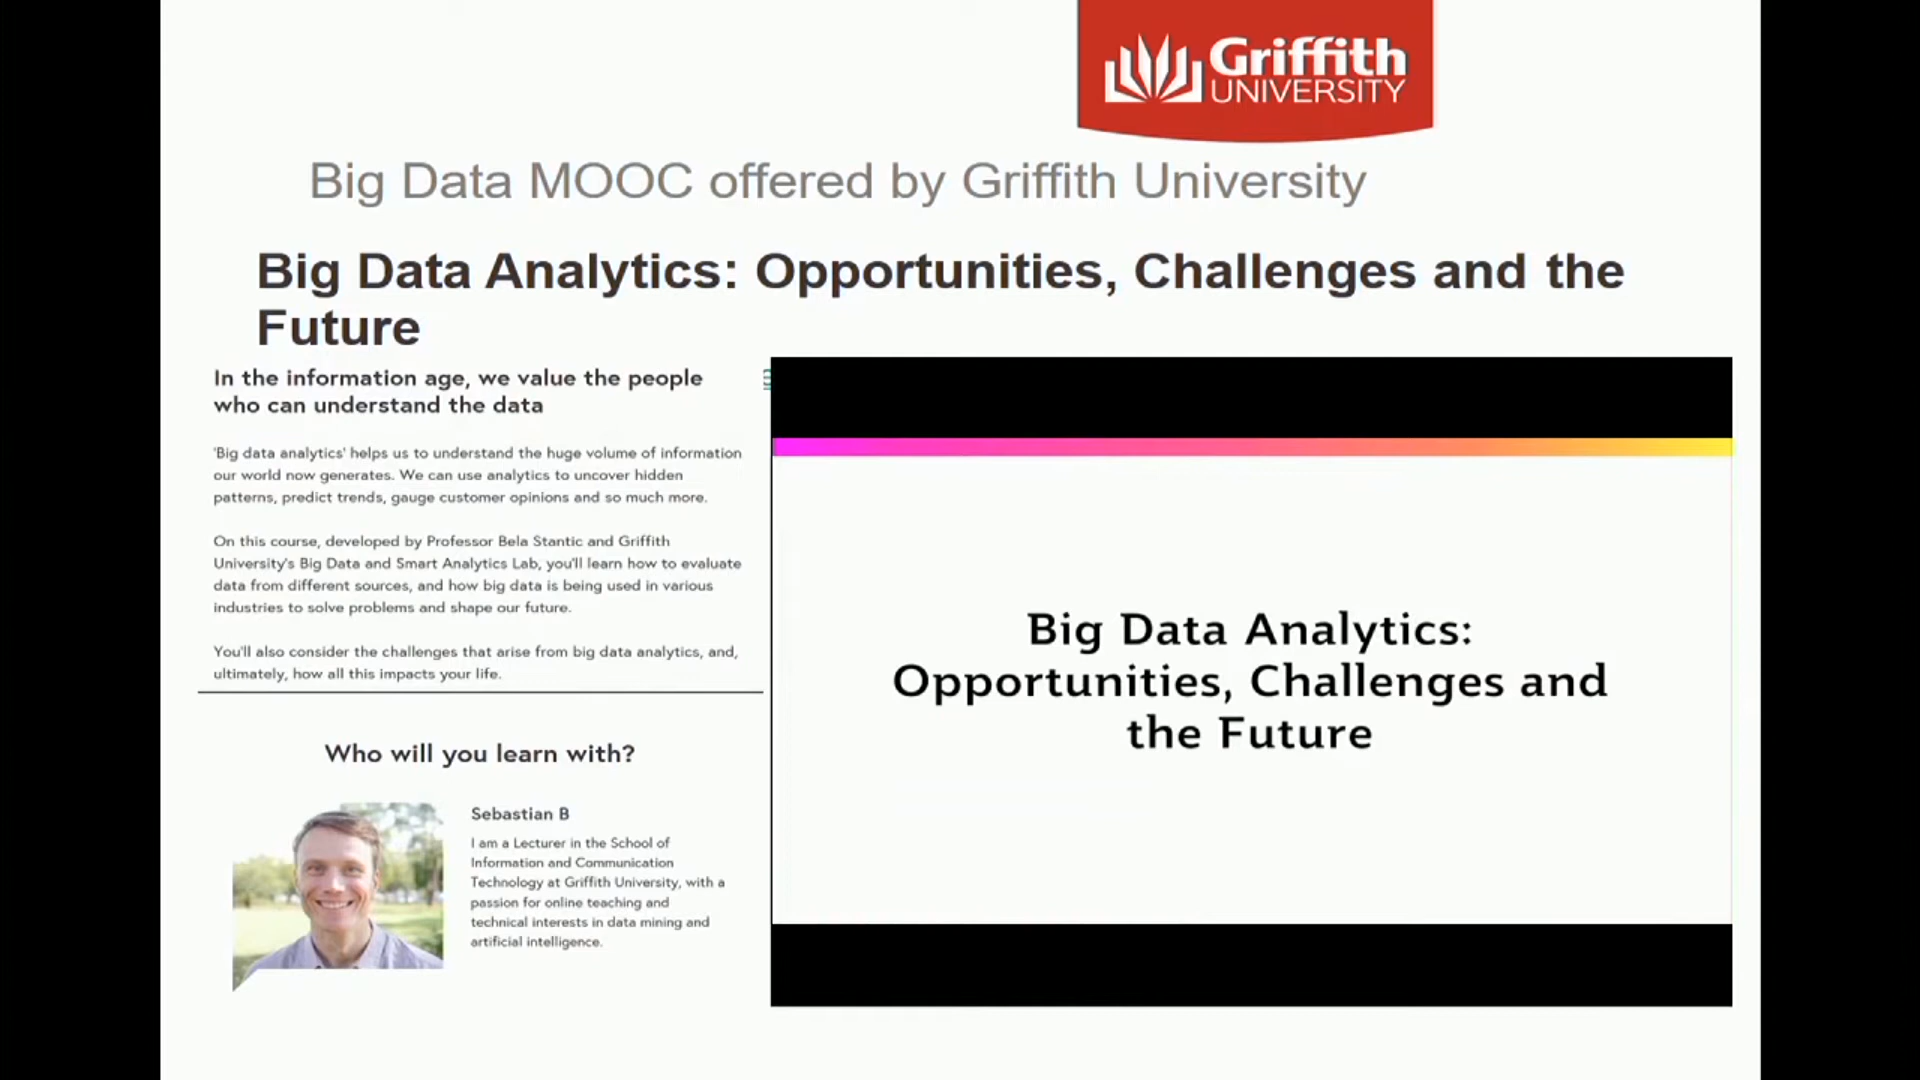 Griffith
UNIVERSITY
Big Data MOOC offered by Griffith University
Big Data Analytics: Opportunities, Challenges and the
Future
In the information age, we value the people
who can understand the data
'Big data analytics' helps us to understand the huge volume of information
our world now generates. We can use analytics to uncover hidden
patterns, predict trends, gauge customer opinions and so much more.
On this course, developed by Professor Bela Stantic and Griffith
University's Big Data and Smart Analytics Lab, you'll learn how to evaluate
data from different sources, and how big data is being used in various
industries to solve problems and shape our future.
You'll also consider the challenges that arise from big data analytics, and,
ultimately, how all this impacts your life.
Who will you learn with?
Sebastian B
I am a Lecturer in the School of
Information and Communication
Technology at Griffith University, with a
passion for online teaching and
technical interests in data mining and
artificial intelligence.
Big Data Analytics:
Opportunities, Challenges and
the Future